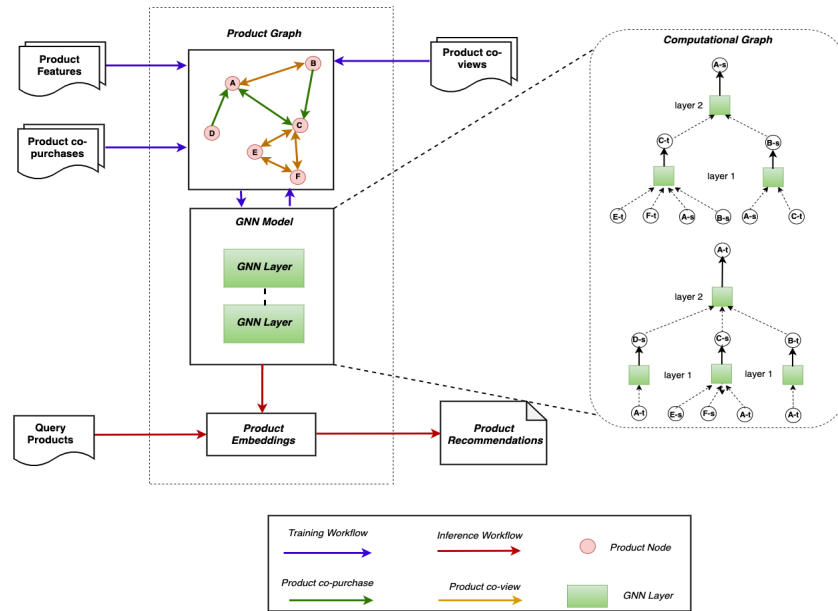 Product Graph
Product
Features
Product co-
views
Product co-
purchases
A
B
C
D
E
F
GNN Model
GNN Layer
GNN Layer
Query
Products
Product
Embeddings
Product
Recommendations
Computational Graph
A-s
layer 2
C-t
B-s
layer 1
E-t
F-t
A-s
B-s
A-s
C-t
A-t
layer 2
D-s
C-s
B-t
layer 1
layer 1
A-t
E-s
F-s
A-t
A-t
Training Workflow
Inference Workflow
Product Node
Product co-purchase
Product co-view
GNN Layer